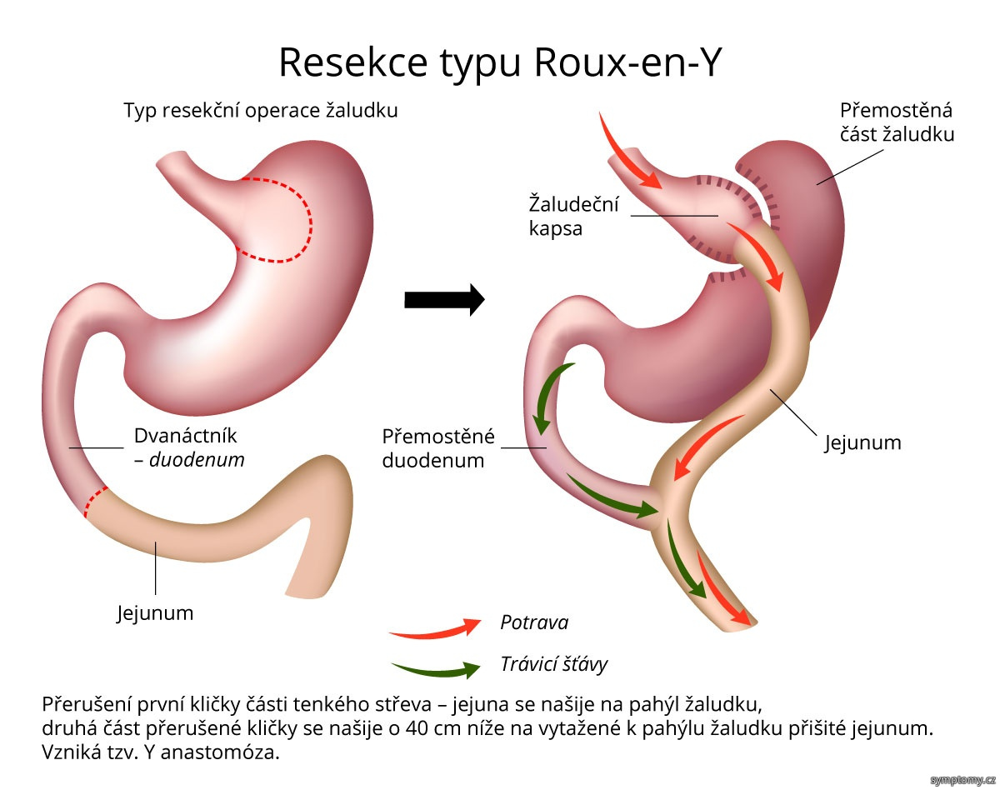 Resekce typu Roux-en-Y
Typ resekční operace žaludku
Přemostěná
část žaludku
Žaludeční
kapsa
Dvanáctník
– duodenum
Přemostěné
duodenum
Jejunum
Jejunum
Potrava
Trávicí šťávy
Přerušení první kličky části tenkého střeva – jejuna se našije na pahýl žaludku,
druhá část přerušené kličky se našije o 40 cm níže na vytažené k pahýlu žaludku přišité jejunum.
Vzniká tzv. Y anastomóza.
symptomy.cz